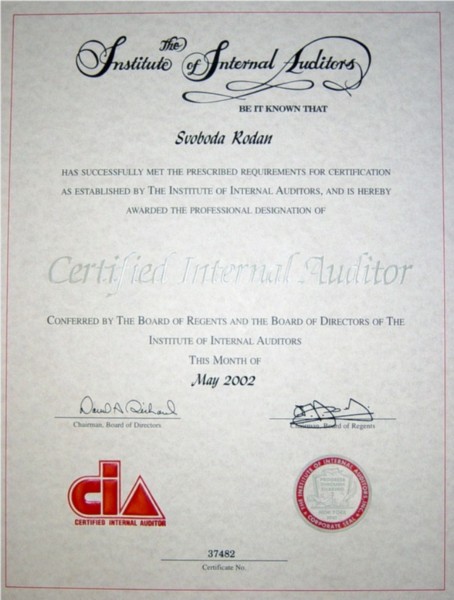 The
Institute of Internal Auditors
BE IT KNOWN THAT
Svoboda Rodan
HAS SUCCESSFULLY MET THE PRESCRIBED REQUIREMENTS FOR CERTIFICATION
AS ESTABLISHED BY THE INSTITUTE OF INTERNAL AUDITORS, AND IS HEREBY
AWARDED THE PROFESSIONAL DESIGNATION OF
Certified Internal Auditor
CONFERRED BY THE BOARD OF REGENTS AND THE BOARD OF DIRECTORS OF THE
INSTITUTE OF INTERNAL AUDITORS
THIS MONTH OF
May 2002
Chairman, Board of Directors
Chairman, Board of Regents
CIA
CERTIFIED INTERNAL AUDITOR
THE INSTITUTE OF INTERNAL AUDITORS INC.
CORPORATE SEAL
37482
Certificate No.